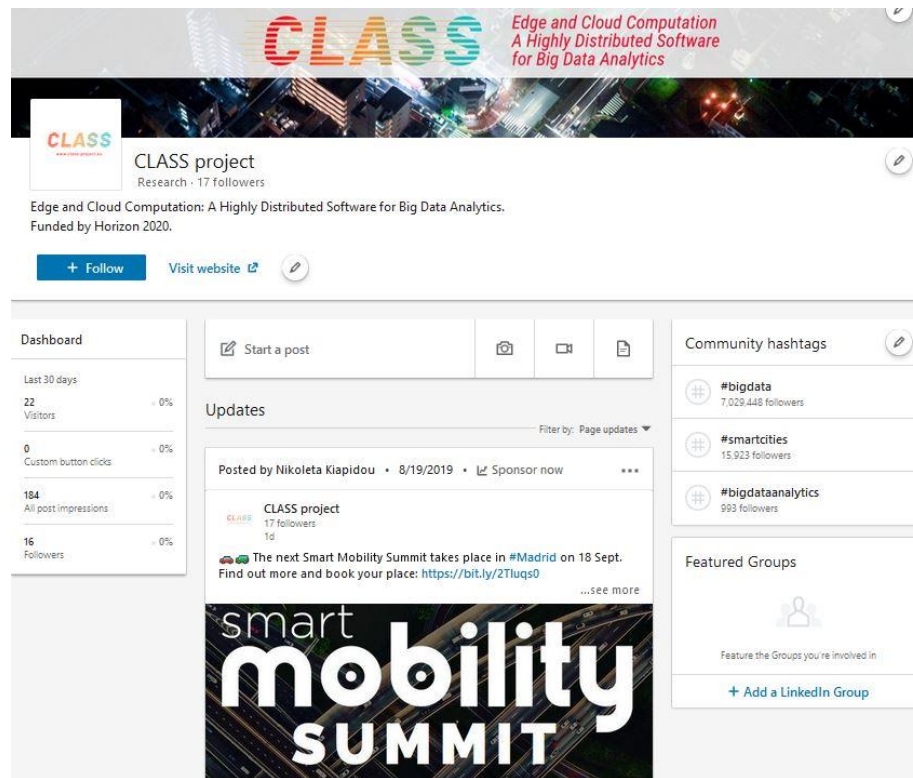 CLASS
Edge and Cloud Computation
A Highly Distributed Software
for Big Data Analytics
CLASS
www.class-project.eu
CLASS project
Research · 17 followers
Edge and Cloud Computation: A Highly Distributed Software for Big Data Analytics.
Funded by Horizon 2020.
+ Follow
Visit website
Dashboard
Last 30 days
22
Visitors
0%
0
Custom button clicks
0%
184
All post impressions
0%
16
Followers
0%
Start a post
Updates
Filter by: Page updates
Posted by Nikoleta Kiapidou • 8/19/2019 • Sponsor now
CLASS
CLASS project
17 followers
1d
The next Smart Mobility Summit takes place in #Madrid on 18 Sept.
Find out more and book your place: https://bit.ly/2Tluqs0
...see more
smart
mobility
SUMMIT
Community hashtags
#bigdata
7,029,448 followers
#smartcities
15,923 followers
#bigdataanalytics
993 followers
Featured Groups
Feature the Groups you're involved in
+ Add a LinkedIn Group